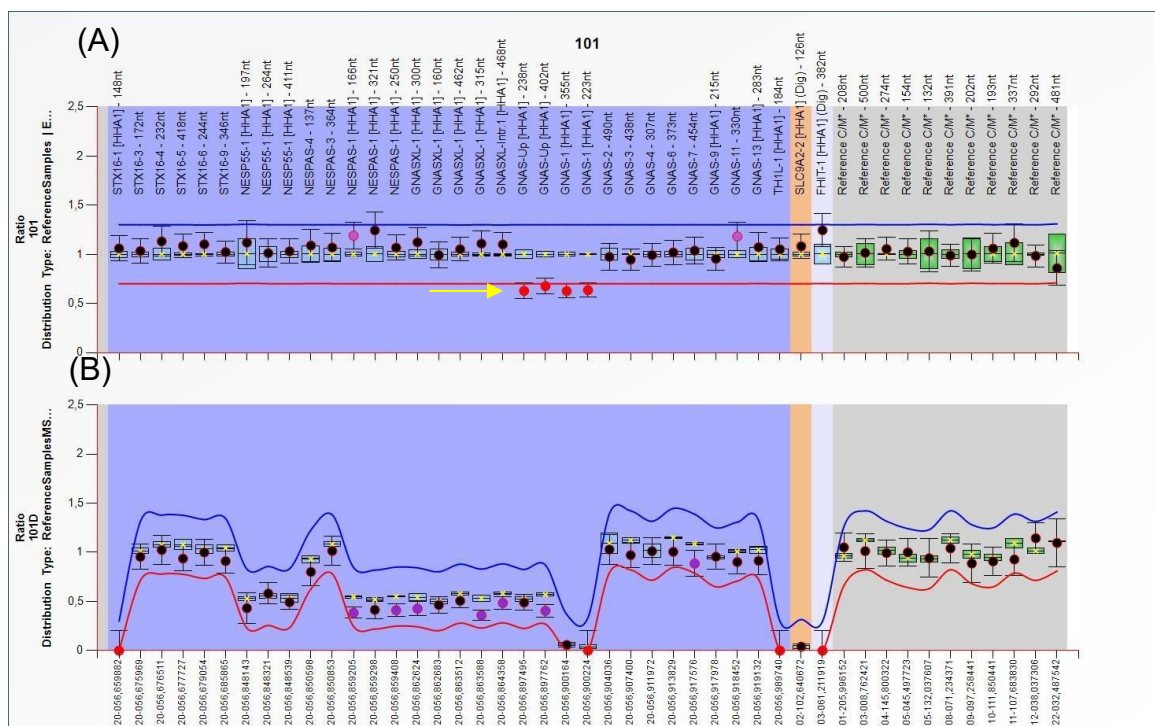 (A)
101
STX16-1 [HHA1] - 148nt
STX16-3 - 172nt
STX16-4 - 232nt
STX16-5 - 418nt
STX16-6 - 244nt
STX16-9 - 346nt
NESP55-1 [HHA1] - 197nt
NESP55-1 [HHA1] - 264nt
NESP55-1 [HHA1] - 411nt
NESPAS-4 - 137nt
NESPAS-3 - 364nt
NESPAS-1 [HHA1] - 166nt
NESPAS-1 [HHA1] - 321nt
NESPAS-1 [HHA1] - 250nt
GNASXL-1 [HHA1] - 300nt
GNASXL-1 [HHA1] - 160nt
GNASXL-1 [HHA1] - 462nt
GNASXL-1 [HHA1] - 315nt
GNASXL-Intr.1 [HHA1] - 468nt
GNAS-Up [HHA1] - 238nt
GNAS-Up [HHA1] - 402nt
GNAS-1 [HHA1] - 355nt
GNAS-1 [HHA1] - 223nt
GNAS-2 - 490nt
GNAS-3 - 438nt
GNAS-4 - 307nt
GNAS-6 - 373nt
GNAS-7 - 454nt
GNAS-9 [HHA1] - 215nt
GNAS-11 - 330nt
GNAS-13 [HHA1] - 283nt
TH1L-1 [HHA1] - 184nt
SLC9A2-2 [HHA1] (Dig) - 126nt
FHIT-1 [HHA1] (Dig) - 382nt
Reference C/M* - 208nt
Reference C/M* - 500nt
Reference C/M* - 274nt
Reference C/M* - 154nt
Reference C/M* - 132nt
Reference C/M* - 391nt
Reference C/M* - 202nt
Reference C/M* - 193nt
Reference C/M* - 337nt
Reference C/M* - 292nt
Reference C/M* - 481nt
Ratio
101
Distribution Type: ReferenceSamples | E...
2,5
2
1,5
1
0,5
0
(B)
Ratio
101D
Distribution Type: ReferenceSamplesMS...
2,5
2
1,5
1
0,5
0
20-056,659882
20-056,675969
20-056,676511
20-056,677727
20-056,679054
20-056,685865
20-056,848143
20-056,848321
20-056,848539
20-056,850598
20-056,850853
20-056,859205
20-056,859298
20-056,859408
20-056,862624
20-056,862683
20-056,863512
20-056,863588
20-056,864358
20-056,897495
20-056,897762
20-056,900164
20-056,900224
20-056,904036
20-056,907400
20-056,911972
20-056,913829
20-056,917576
20-056,917978
20-056,918452
20-056,919132
20-056,989740
02-102,640672
03-061,211919
01-205,996152
03-008,762421
04-145,800322
05-045,497723
05-132,037607
08-071,234371
09-097,258441
10-111,850441
11-107,683830
12-038,037306
22-032,487542